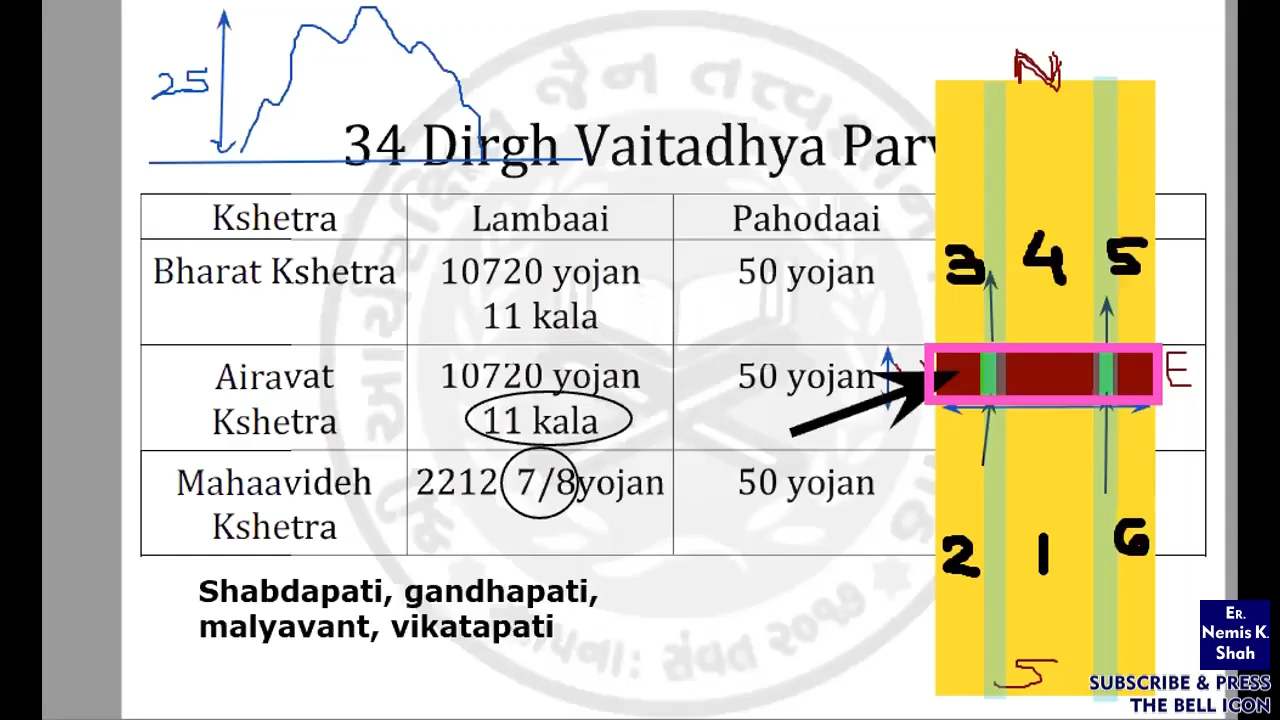 N
25
34 Dirgh Vaitadhya Parv
Kshetra Lambaai Pahodaai
Bharat Kshetra 10720 yojan 50 yojan
11 kala
3 4 5
Airavat 10720 yojan 50 yojan
Kshetra 11 kala
E
Mahaavideh 2212 7/8yojan 50 yojan
Kshetra
2 1 6
Shabdapati, gandhapati,
malyavant, vikatapati
S
ER.
Nemis K.
Shah
SUBSCRIBE & PRESS
THE BELL ICON